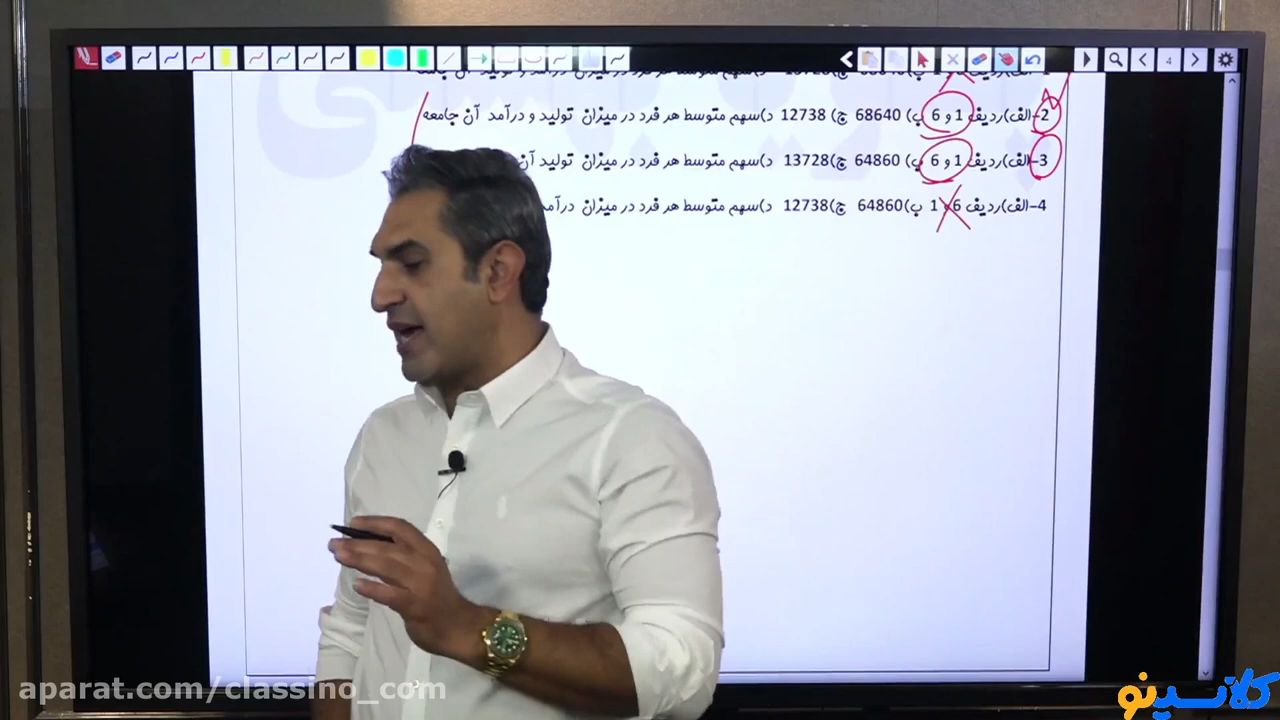 4
2-الف)ردیف 1 و 6 ب) 68640 ج) 12738 د)سهم متوسط هر فرد در میزان تولید و درآمد آن جامعه
3-الف)ردیف 1 و 6 ب) 64860 ج) 13728 د)سهم متوسط هر فرد در میزان تولید آن
4-الف)ردیف 6 و 1 ب)64860 ج)12738 د)سهم متوسط هر فرد در میزان درآمد
aparat.com/classino_com
کلاسینو